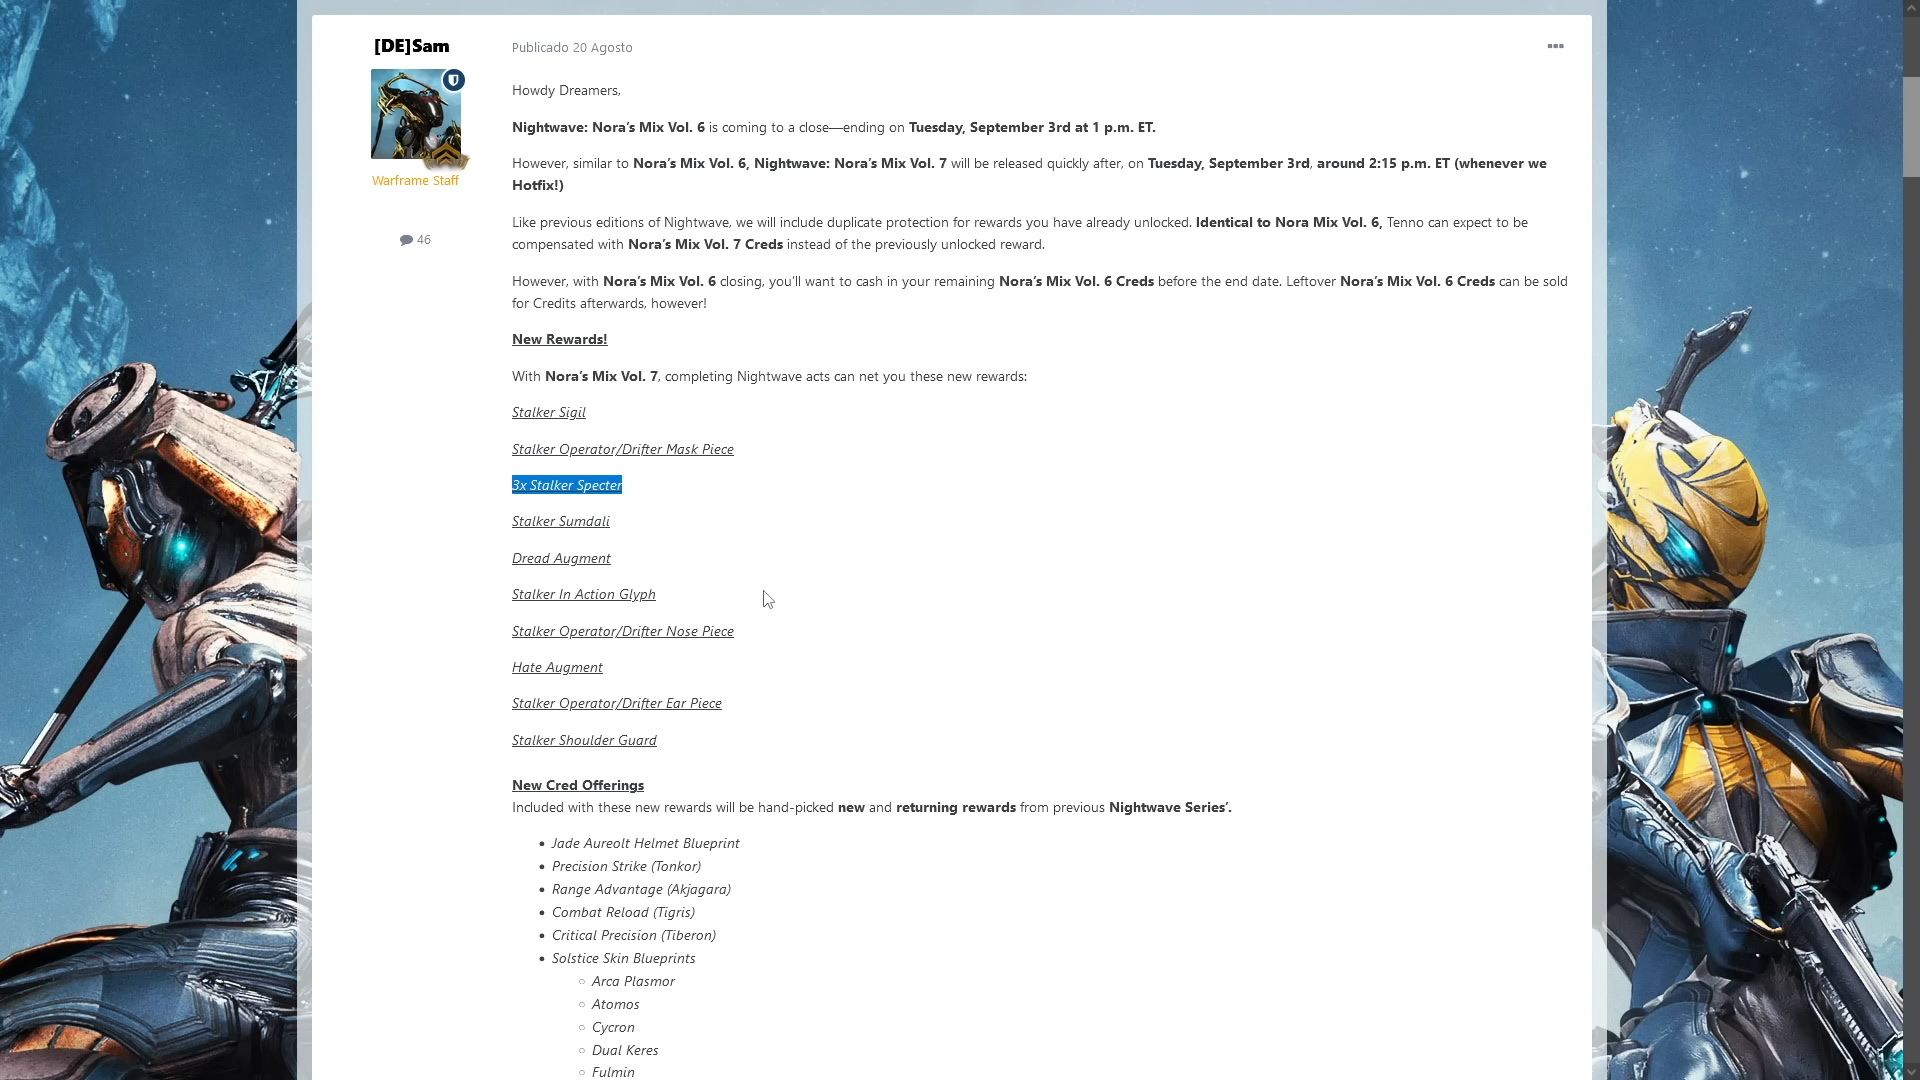 [DE]Sam
Warframe Staff
46
Publicado 20 Agosto
Howdy Dreamers,
Nightwave: Nora’s Mix Vol. 6 is coming to a close—ending on Tuesday, September 3rd at 1 p.m. ET.
However, similar to Nora’s Mix Vol. 6, Nightwave: Nora’s Mix Vol. 7 will be released quickly after, on Tuesday, September 3rd, around 2:15 p.m. ET (whenever we
Hotfix!)
Like previous editions of Nightwave, we will include duplicate protection for rewards you have already unlocked. Identical to Nora Mix Vol. 6, Tenno can expect to be
compensated with Nora’s Mix Vol. 7 Creds instead of the previously unlocked reward.
However, with Nora’s Mix Vol. 6 closing, you’ll want to cash in your remaining Nora’s Mix Vol. 6 Creds before the end date. Leftover Nora’s Mix Vol. 6 Creds can be sold
for Credits afterwards, however!
New Rewards!
With Nora’s Mix Vol. 7, completing Nightwave acts can net you these new rewards:
Stalker Sigil
Stalker Operator/Drifter Mask Piece
3x Stalker Specter
Stalker Sumdali
Dread Augment
Stalker In Action Glyph
Stalker Operator/Drifter Nose Piece
Hate Augment
Stalker Operator/Drifter Ear Piece
Stalker Shoulder Guard
New Cred Offerings
Included with these new rewards will be hand-picked new and returning rewards from previous Nightwave Series’.
• Jade Aureolt Helmet Blueprint
• Precision Strike (Tonkor)
• Range Advantage (Akjagara)
• Combat Reload (Tigris)
• Critical Precision (Tiberon)
• Solstice Skin Blueprints
○ Arca Plasmor
○ Atomos
○ Cycron
○ Dual Keres
○ Fulmin